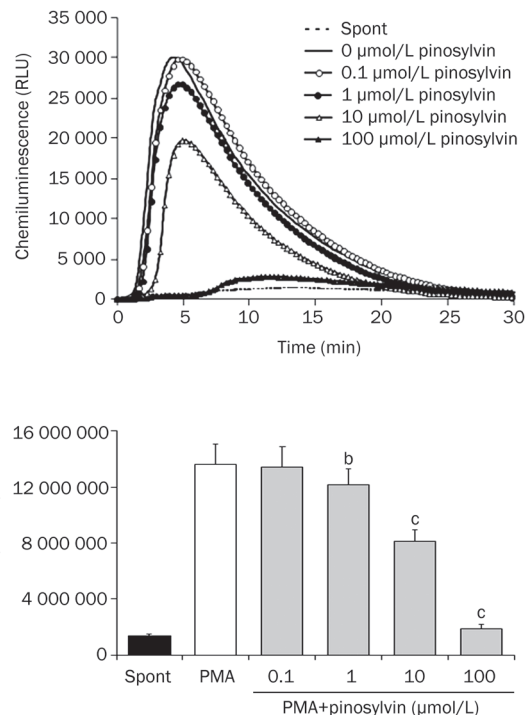 35 000
30 000
25 000
20 000
15 000
10 000
5 000
0
Chemiluminescence (RLU)
Spont
0 µmol/L pinosylvin
0.1 µmol/L pinosylvin
1 µmol/L pinosylvin
10 µmol/L pinosylvin
100 µmol/L pinosylvin
0 5 10 15 20 25 30
Time (min)
16 000 000
12 000 000
8 000 000
4 000 000
0
b
c
c
Spont PMA 0.1 1 10 100
PMA+pinosylvin (µmol/L)